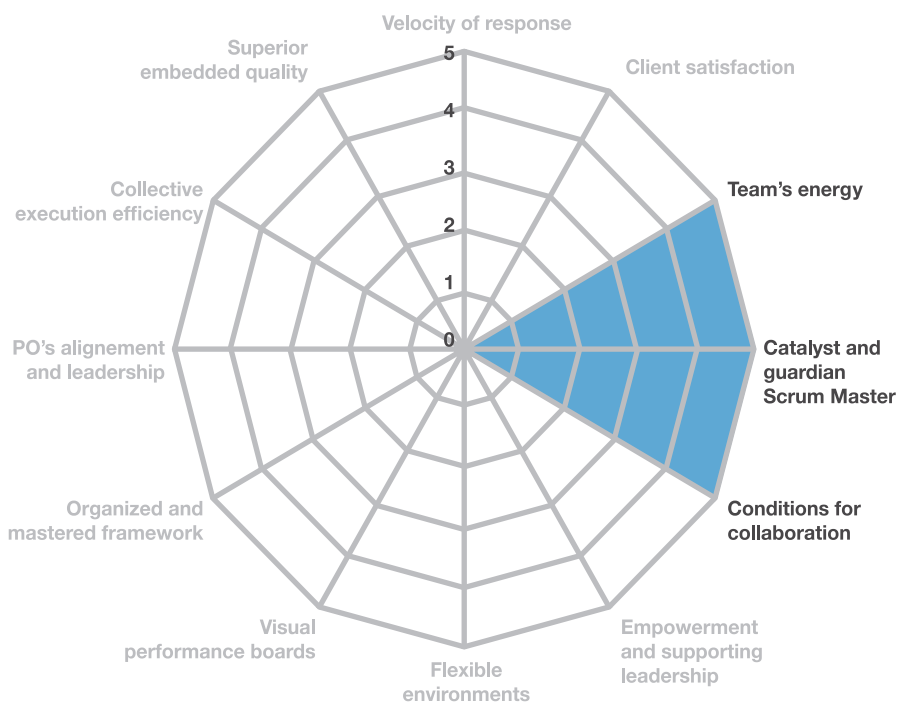 Velocity of response
Superior
embedded quality
Client satisfaction
5
4
3
2
1
0
Team's energy
Collective
execution efficiency
PO's alignement
and leadership
Catalyst and
guardian
Scrum Master
Organized and
mastered framework
Conditions for
collaboration
Visual
performance boards
Empowerment
and supporting
leadership
Flexible
environments